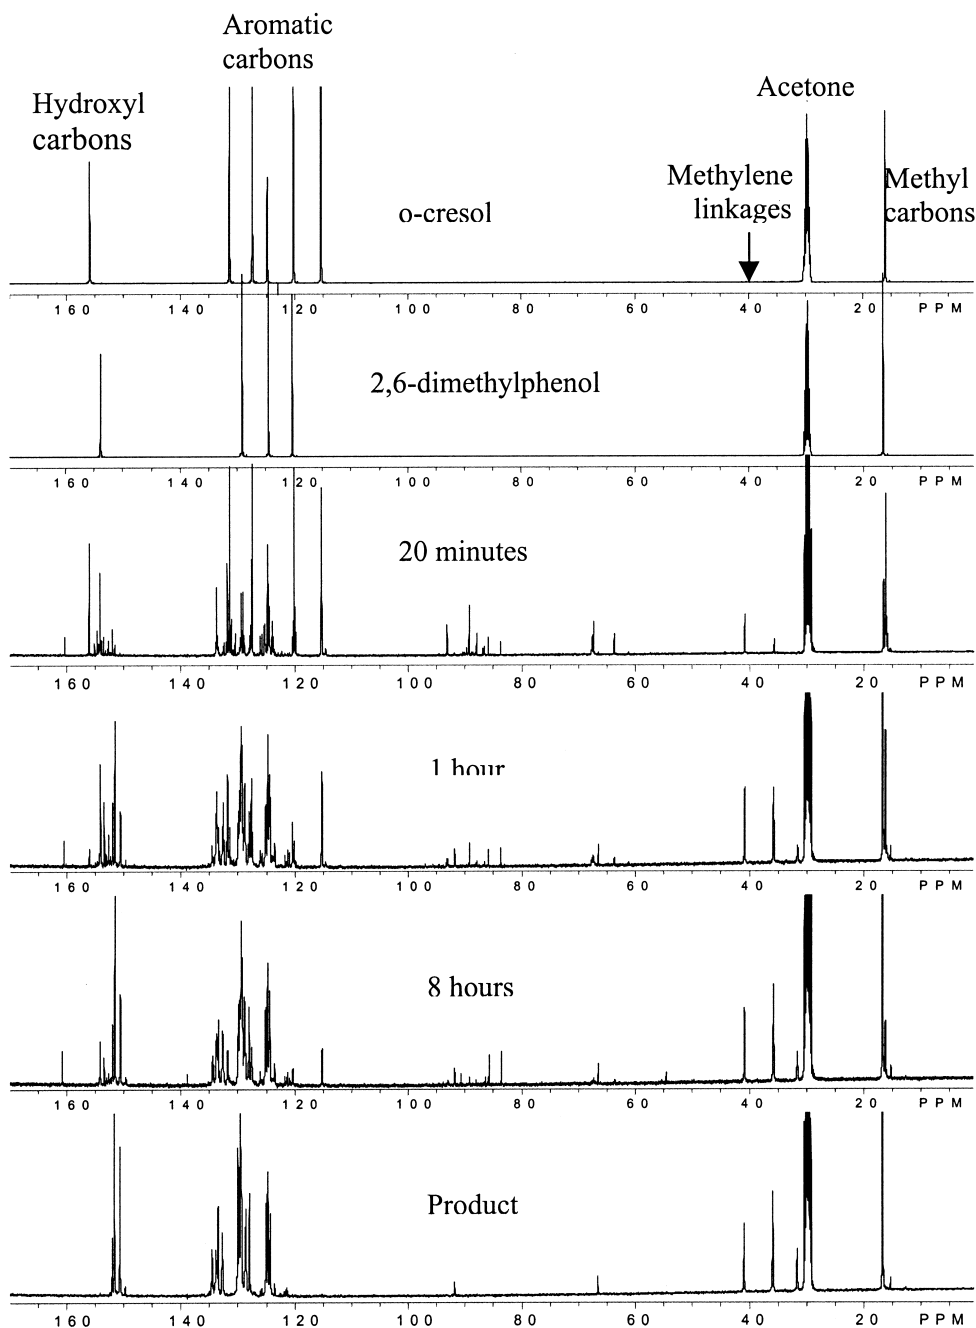 Aromatic
carbons
Hydroxyl
carbons
Acetone
Methylene
linkages
Methyl
carbons
o-cresol
160 140 120 100 80 60 40 20 PPM
2,6-dimethylphenol
160 140 120 100 80 60 40 20 PPM
20 minutes
160 140 120 100 80 60 40 20 PPM
1 hour
160 140 120 100 80 60 40 20 PPM
8 hours
160 140 120 100 80 60 40 20 PPM
Product
160 140 120 100 80 60 40 20 PPM